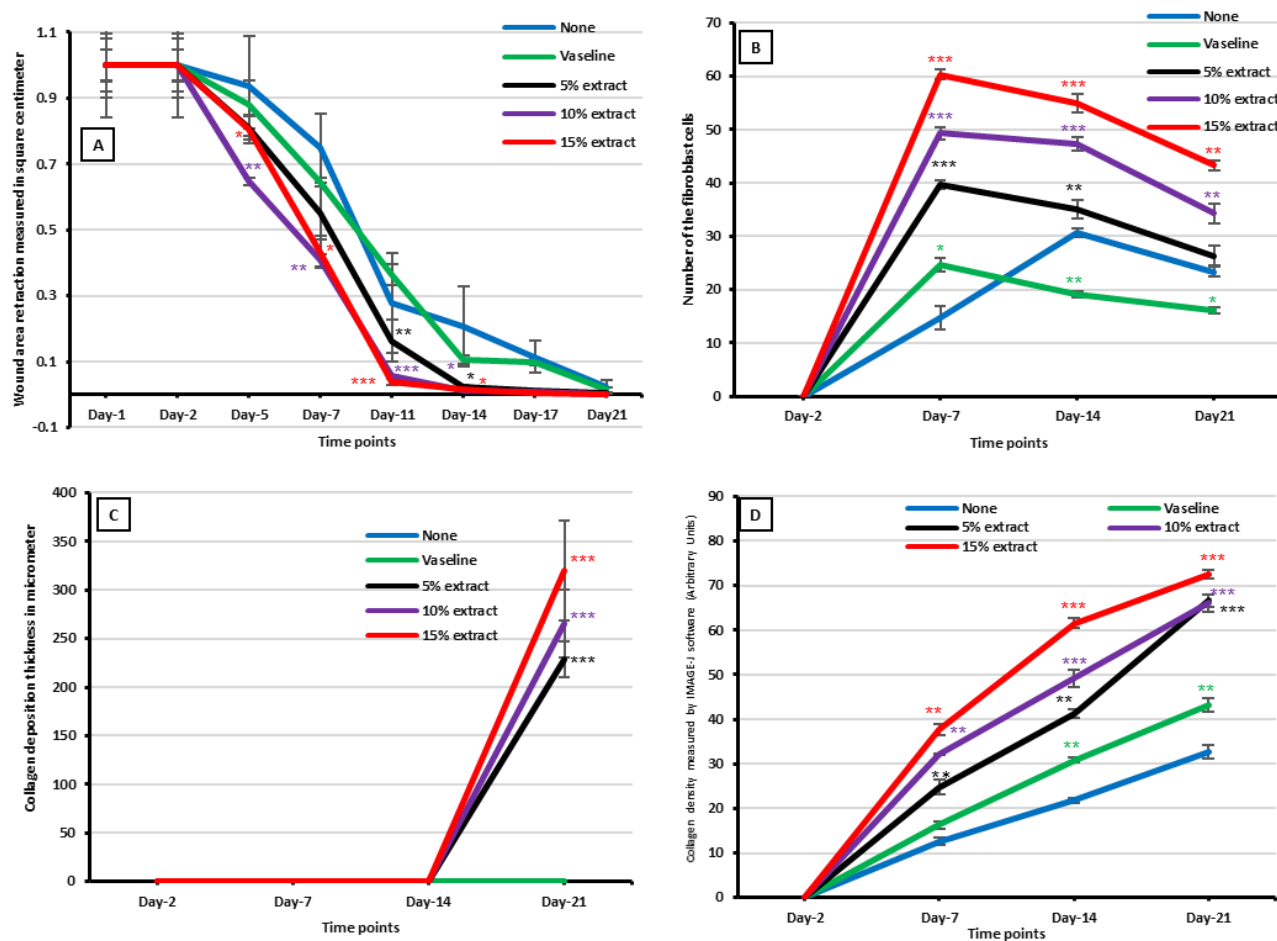 A
Wound area retraction measured in square centimeter
1.1
0.9
0.7
0.5
0.3
0.1
-0.1
None
Vaseline
5% extract
10% extract
15% extract
*
**
**
*
**
***
***
*
*
*
Day-1 Day-2 Day-5 Day-7 Day-11 Day-14 Day-17 Day21
Time points
B
Number of the fibroblast cells
70
60
50
40
30
20
10
0
None
Vaseline
5% extract
10% extract
15% extract
***
***
**
***
***
**
***
**
*
**
*
Day-2 Day-7 Day-14 Day21
Time points
C
Collagen deposition thickness in micrometer
400
350
300
250
200
150
100
50
0
None
Vaseline
5% extract
10% extract
15% extract
***
***
***
Day-2 Day-7 Day-14 Day-21
Time points
D
Collagen density measured by IMAGE-J software (Arbitrary Units)
90
80
70
60
50
40
30
20
10
0
None Vaseline
5% extract 10% extract
15% extract
**
***
***
**
***
***
**
**
***
**
**
Day-2 Day-7 Day-14 Day-21
Time points